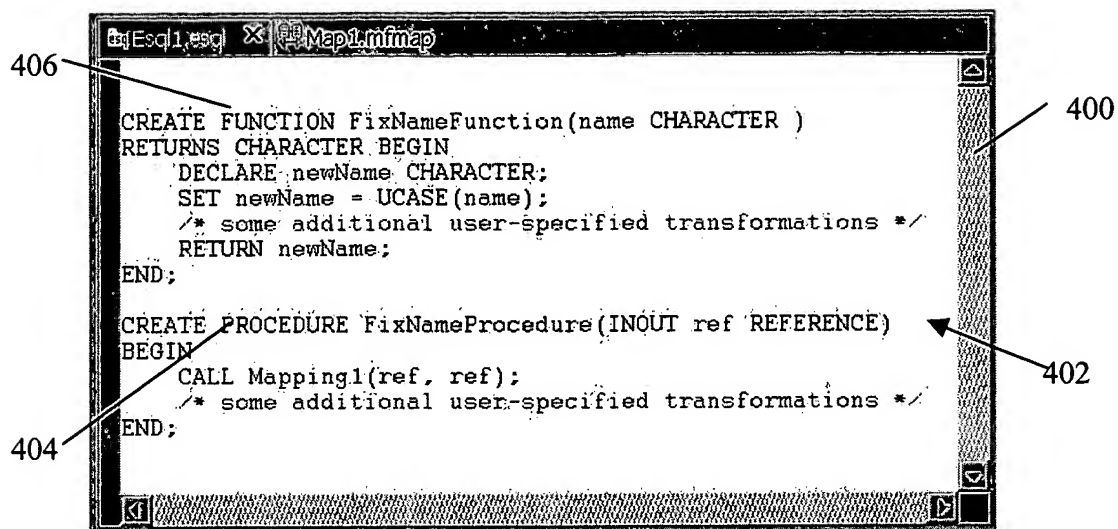 Esql1.esql Map1.mfmap
406
400
CREATE FUNCTION FixNameFunction(name CHARACTER )
RETURNS CHARACTER BEGIN
DECLARE newName CHARACTER;
SET newName = UCASE(name);
/* some additional user-specified transformations */
RETURN newName;
END;
CREATE PROCEDURE FixNameProcedure(INOUT ref REFERENCE)
BEGIN
402
CALL Mapping1(ref, ref);
/* some additional user-specified transformations */
404
END;